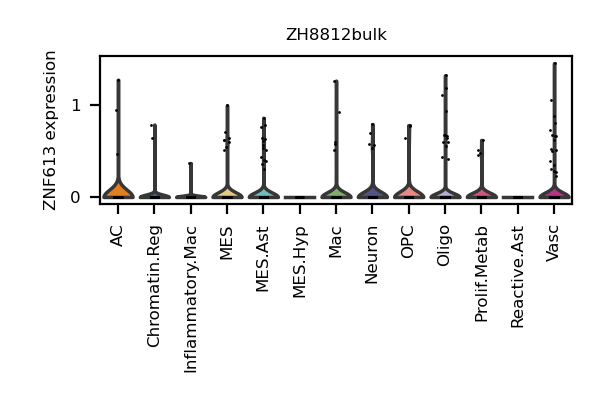 ZH8812bulk
ZNF613 expression
1
0
AC
Chromatin.Reg
Inflammatory.Mac
MES
MES.Ast
MES.Hyp
Mac
Neuron
OPC
Oligo
Prolif.Metab
Reactive.Ast
Vasc